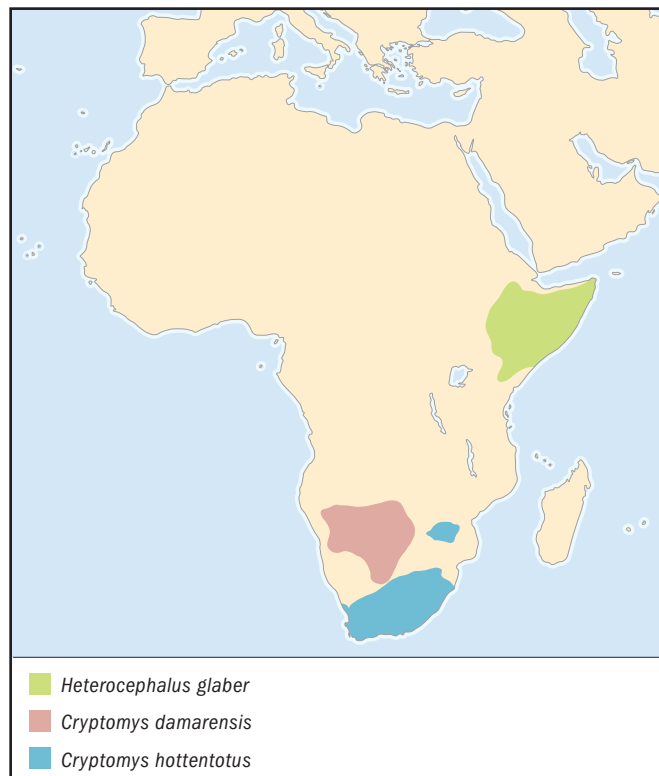 Heterocephalus glaber
Cryptomys damarensis
Cryptomys hottentotus